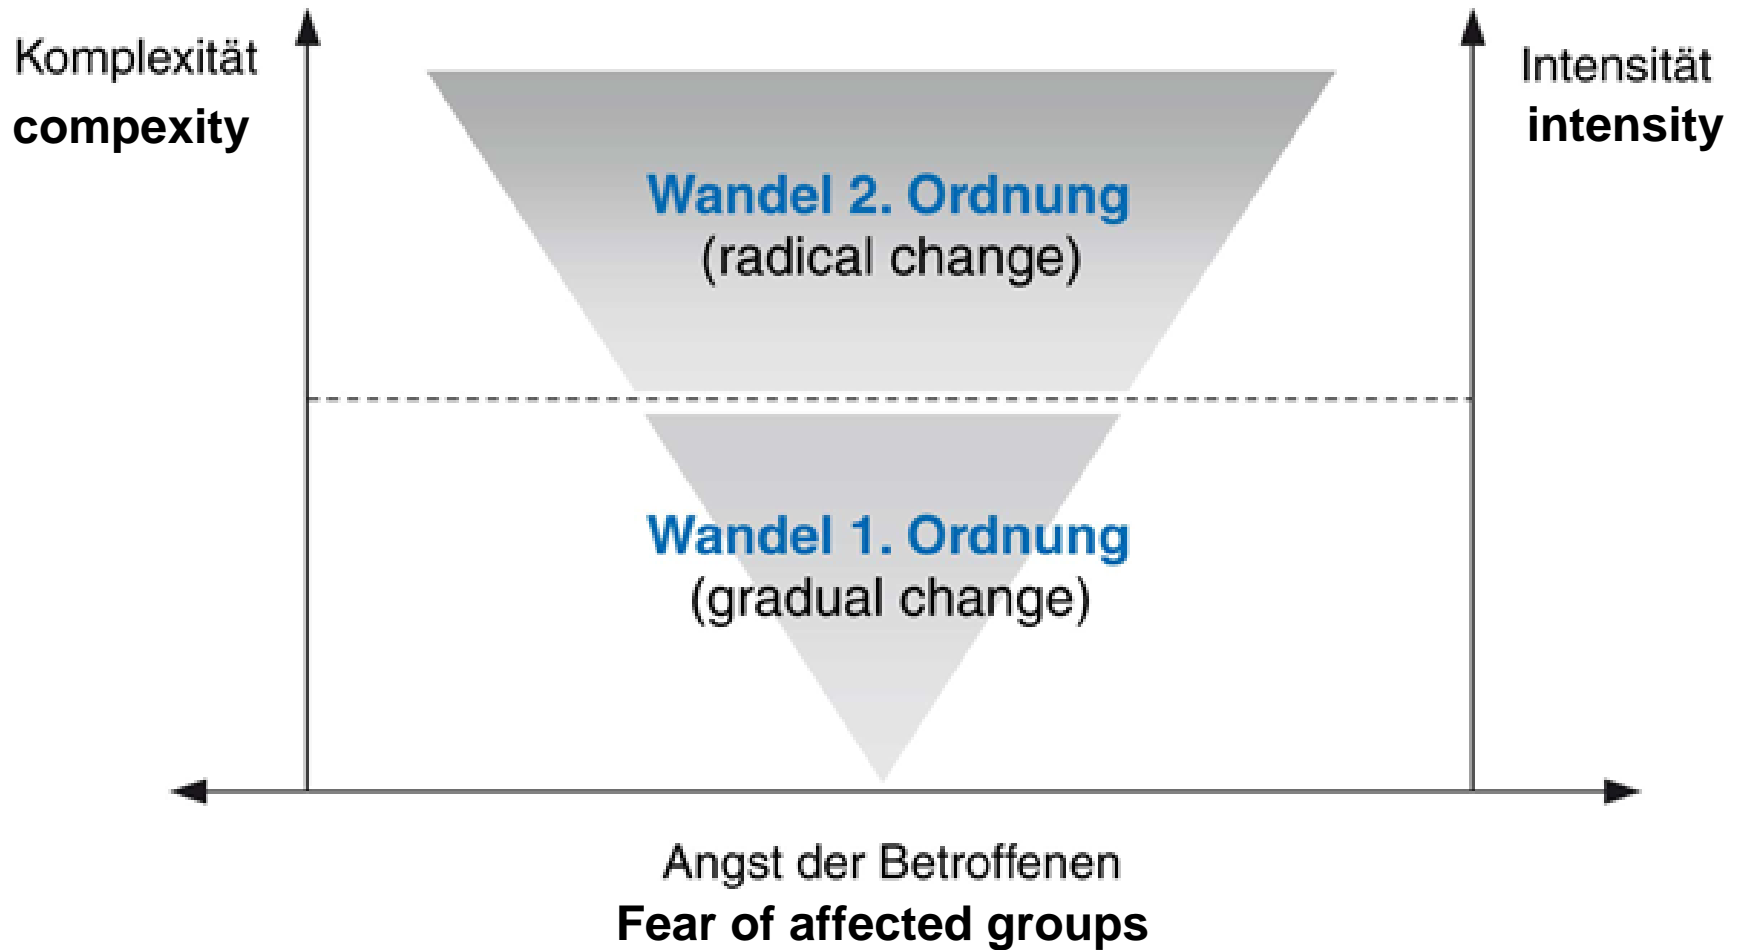 Komplexität
compexity
Intensität
intensity
Wandel 2. Ordnung
(radical change)
Wandel 1. Ordnung
(gradual change)
Angst der Betroffenen
Fear of affected groups